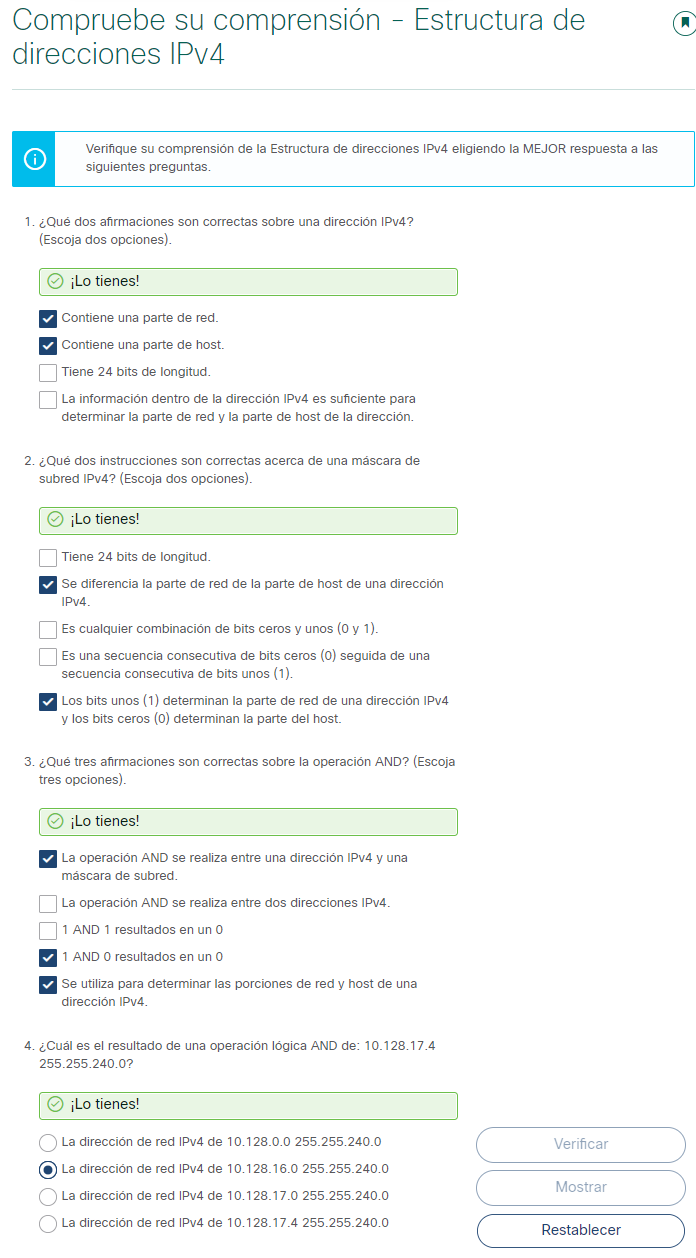 Compruebe su comprensión - Estructura de
direcciones IPv4
Verifique su comprensión de la Estructura de direcciones IPv4 eligiendo la MEJOR respuesta a las
siguientes preguntas.
1. ¿Qué dos afirmaciones son correctas sobre una dirección IPv4?
(Escoja dos opciones).
¡Lo tienes!
Contiene una parte de red.
Contiene una parte de host.
Tiene 24 bits de longitud.
La información dentro de la dirección IPv4 es suficiente para
determinar la parte de red y la parte de host de la dirección.
2. ¿Qué dos instrucciones son correctas acerca de una máscara de
subred IPv4? (Escoja dos opciones).
¡Lo tienes!
Tiene 24 bits de longitud.
Se diferencia la parte de red de la parte de host de una dirección
IPv4.
Es cualquier combinación de bits ceros y unos (0 y 1).
Es una secuencia consecutiva de bits ceros (0) seguida de una
secuencia consecutiva de bits unos (1).
Los bits unos (1) determinan la parte de red de una dirección IPv4
y los bits ceros (0) determinan la parte del host.
3. ¿Qué tres afirmaciones son correctas sobre la operación AND? (Escoja
tres opciones).
¡Lo tienes!
La operación AND se realiza entre una dirección IPv4 y una
máscara de subred.
La operación AND se realiza entre dos direcciones IPv4.
1 AND 1 resultados en un 0
1 AND 0 resultados en un 0
Se utiliza para determinar las porciones de red y host de una
dirección IPv4.
4. ¿Cuál es el resultado de una operación lógica AND de: 10.128.17.4
255.255.240.0?
¡Lo tienes!
La dirección de red IPv4 de 10.128.0.0 255.255.240.0
La dirección de red IPv4 de 10.128.16.0 255.255.240.0
La dirección de red IPv4 de 10.128.17.0 255.255.240.0
La dirección de red IPv4 de 10.128.17.4 255.255.240.0
Verificar
Mostrar
Restablecer